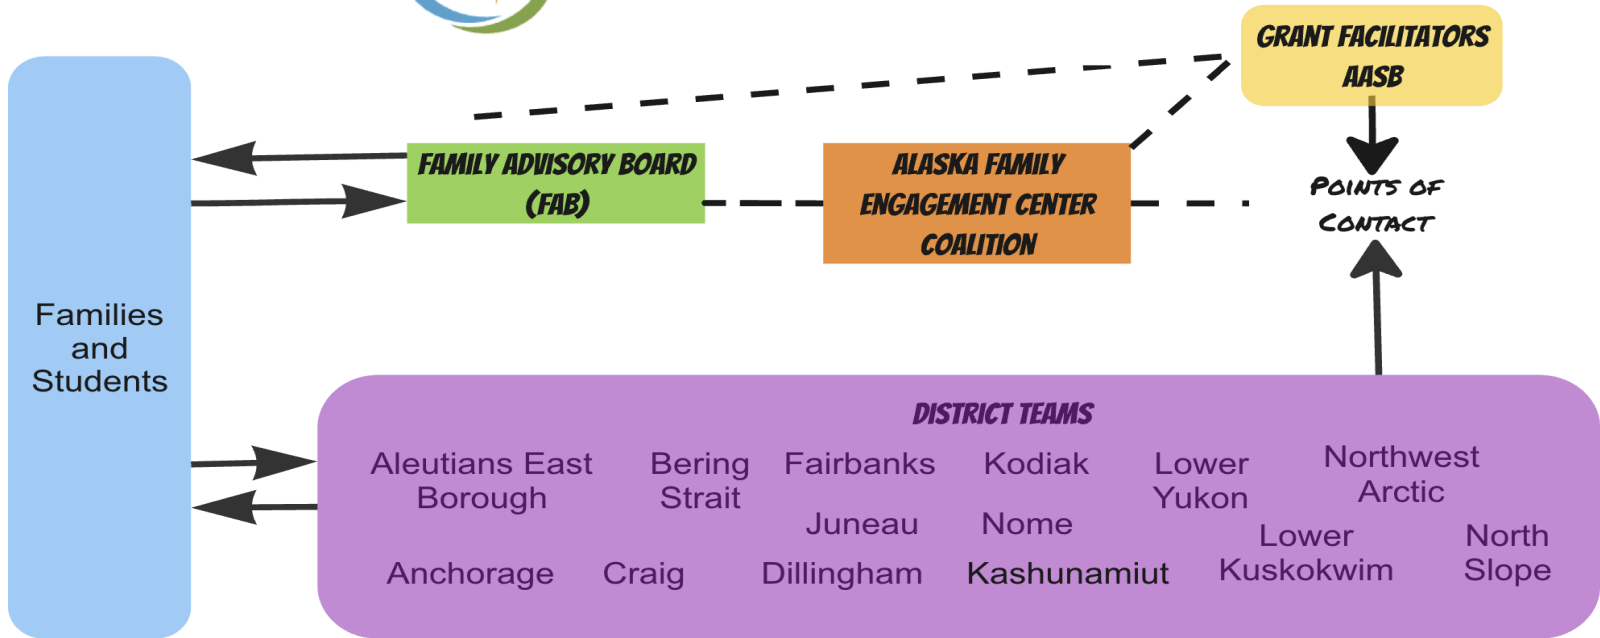 GRANT FACILITATORS
AASB
FAMILY ADVISORY BOARD
(FAB)
ALASKA FAMILY
ENGAGEMENT CENTER
COALITION
POINTS OF
CONTACT
Families
and
Students
DISTRICT TEAMS
Aleutians East
Borough
Bering
Strait
Fairbanks
Kodiak
Lower
Yukon
Northwest
Arctic
Juneau
Nome
Lower
Kuskokwim
North
Slope
Anchorage
Craig
Dillingham
Kashunamiut